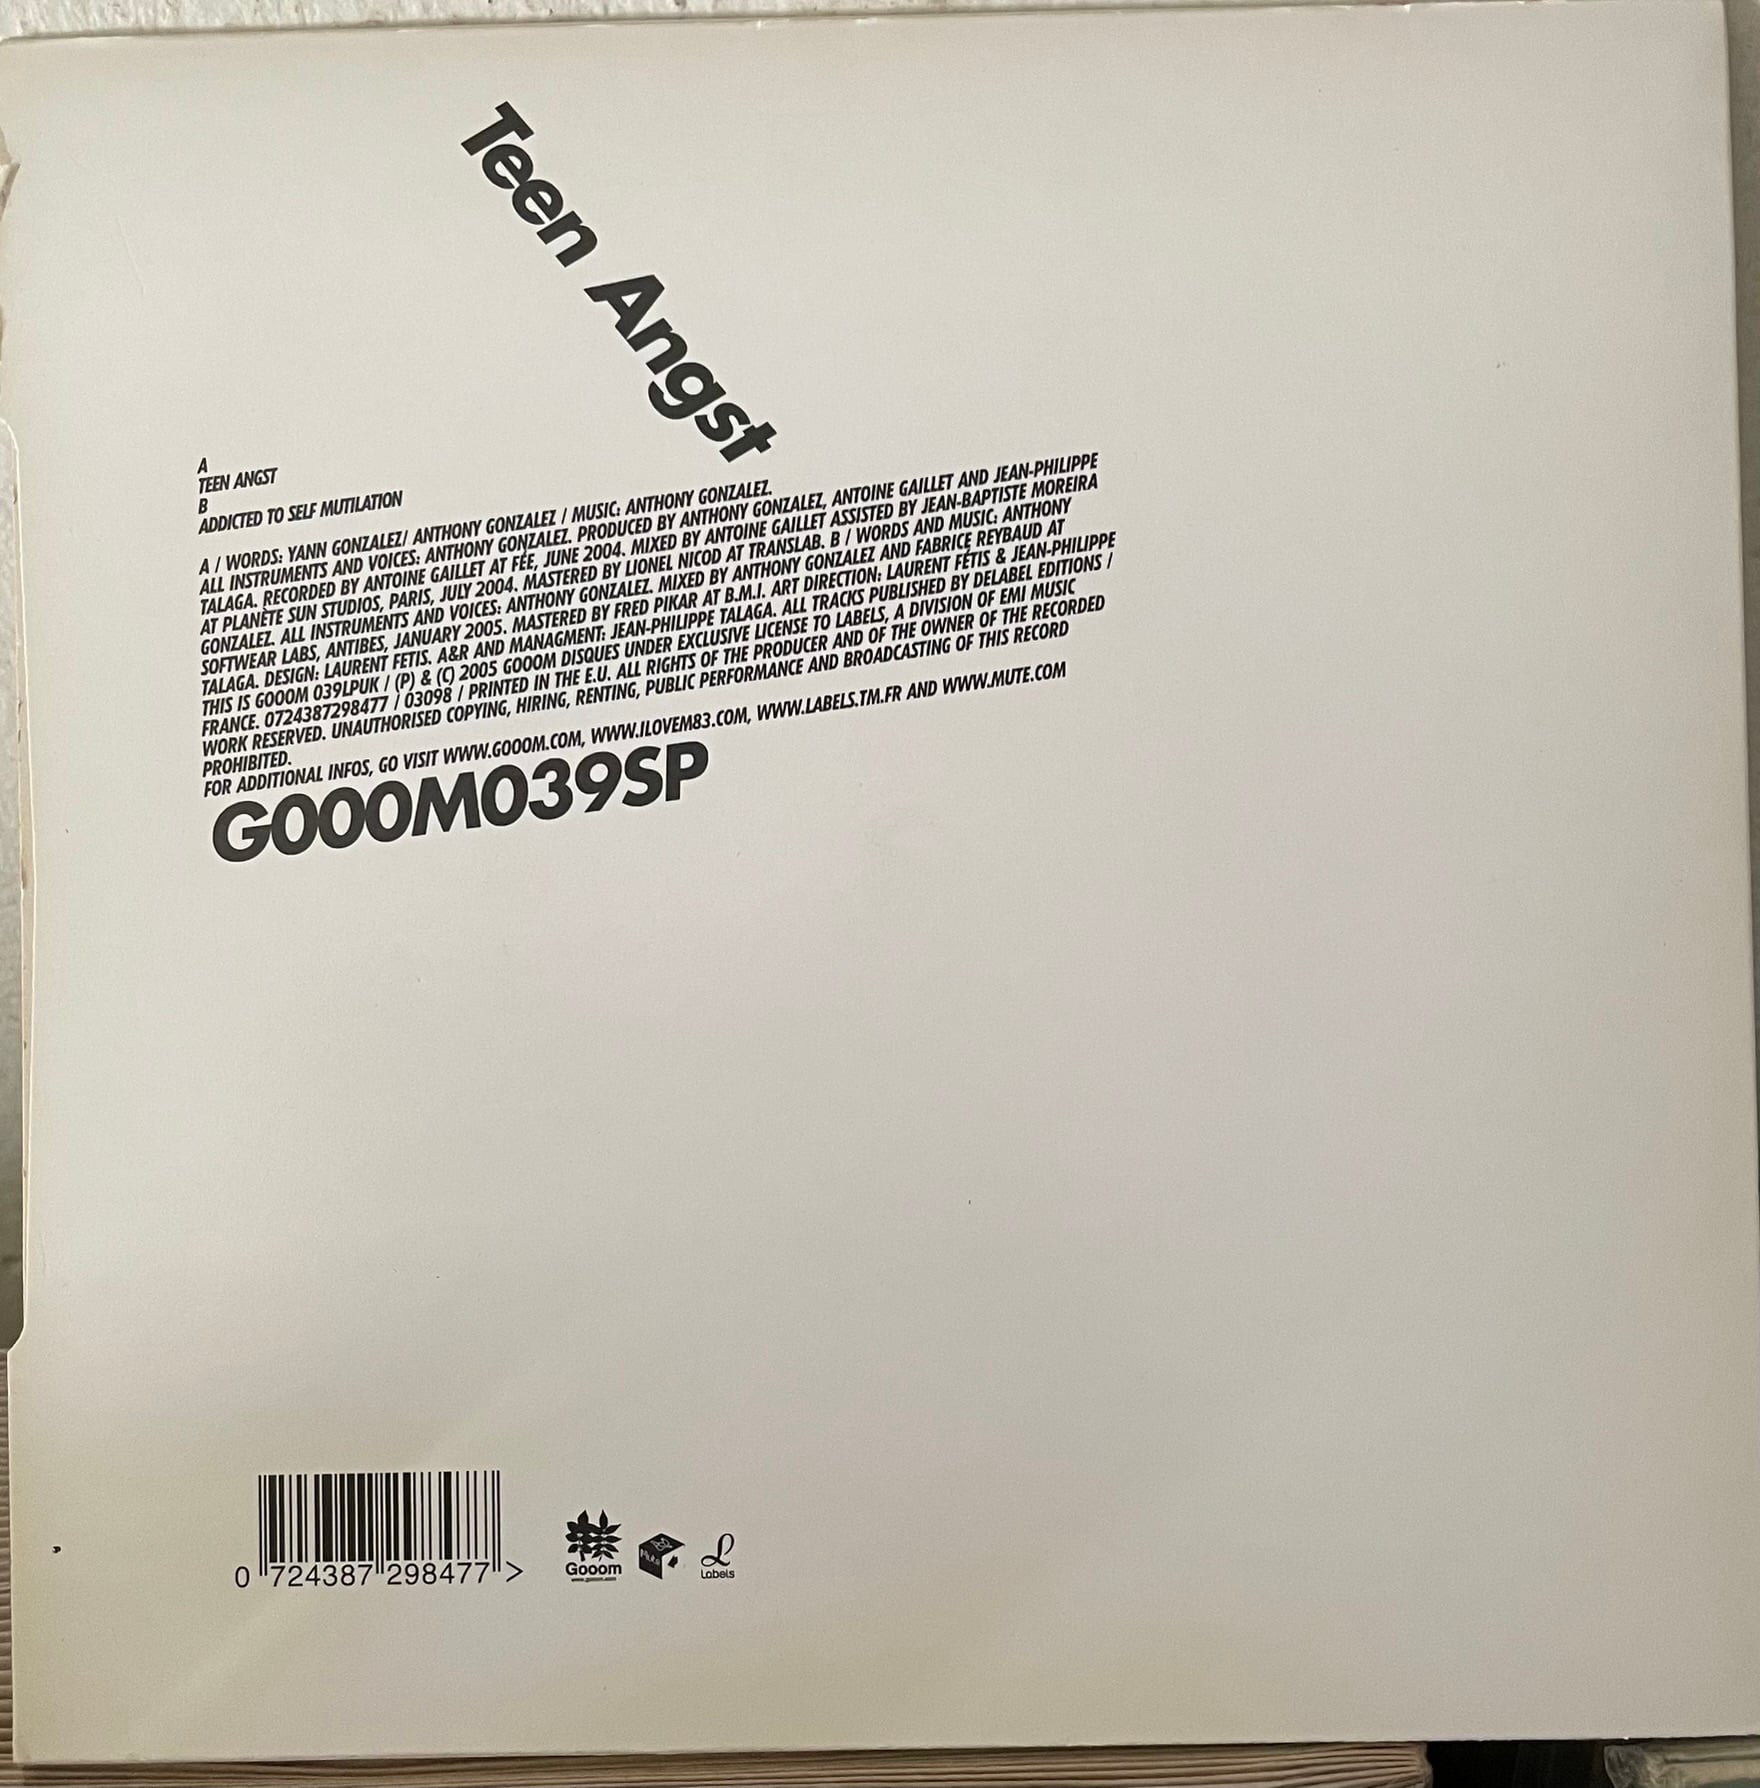 Teen Angst
A
TEEN ANGST
B
ADDICTED TO SELF MUTILATION
A / WORDS: YANN GONZALEZ/ ANTHONY GONZALEZ / MUSIC: ANTHONY GONZALEZ.
ALL INSTRUMENTS AND VOICES: ANTHONY GONZALEZ. PRODUCED BY ANTHONY GONZALEZ, ANTOINE GAILLET AND JEAN-PHILIPPE
TALAGA. RECORDED BY ANTOINE GAILLET AT FÉE, JUNE 2004. MIXED BY ANTOINE GAILLET ASSISTED BY JEAN-BAPTISTE MOREIRA
AT PLANÈTE SUN STUDIOS, PARIS, JULY 2004. MASTERED BY LIONEL NICOD AT TRANSLAB. B / WORDS AND MUSIC: ANTHONY
GONZALEZ. ALL INSTRUMENTS AND VOICES: ANTHONY GONZALEZ. MIXED BY ANTHONY GONZALEZ AND FABRICE REYBAUD AT
SOFTWEAR LABS, ANTIBES, JANUARY 2005. MASTERED BY FRED PIKAR AT B.M.I. ART DIRECTION: LAURENT FÉTIS & JEAN-PHILIPPE
TALAGA. DESIGN: LAURENT FETIS. A&R AND MANAGMENT: JEAN-PHILIPPE TALAGA. ALL TRACKS PUBLISHED BY DELABEL EDITIONS /
THIS IS GOOOM 039LPUK / (P) & (C) 2005 GOOOM DISQUES UNDER EXCLUSIVE LICENSE TO LABELS, A DIVISION OF EMI MUSIC
FRANCE. 0724387298477 / 03098 / PRINTED IN THE E.U. ALL RIGHTS OF THE PRODUCER AND OF THE OWNER OF THE RECORDED
WORK RESERVED. UNAUTHORISED COPYING, HIRING, RENTING, PUBLIC PERFORMANCE AND BROADCASTING OF THIS RECORD
PROHIBITED.
FOR ADDITIONAL INFOS, GO VISIT WWW.GOOOM.COM, WWW.ILOVEM83.COM, WWW.LABELS.TM.FR AND WWW.MUTE.COM
GOOOM039SP
0 724387 298477 >
Gooom
Mute
L
Labels